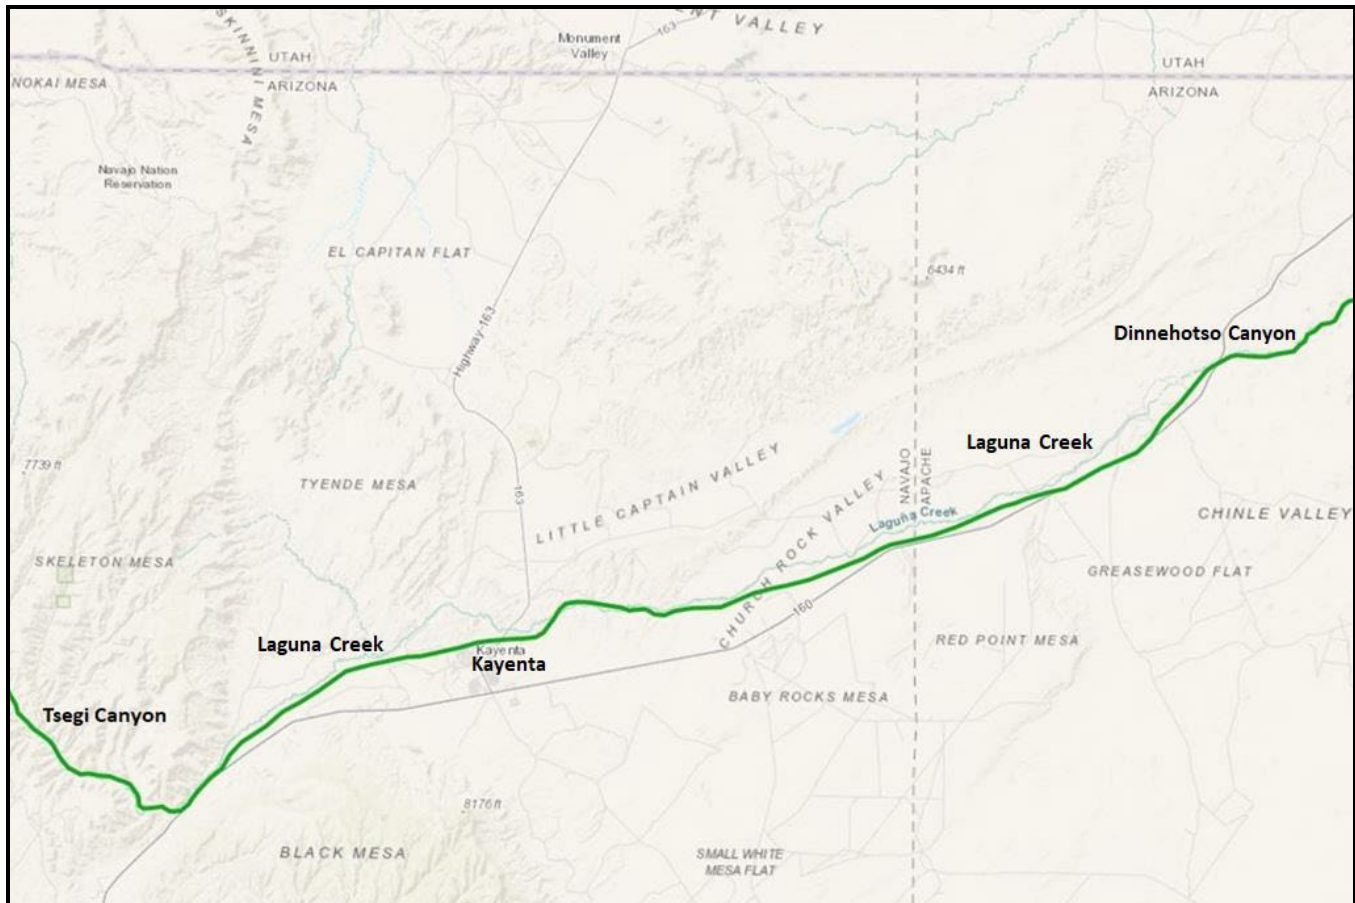 SKINNINI MESA
ENT VALLEY
163
Monument
Valley
UTAH
ARIZONA
UTAH
ARIZONA
NOKAI MESA
Navajo Nation
Reservation
EL CAPITAN FLAT
6434 ft
Highway 163
Dinnehotso Canyon
Laguna Creek
7739 ft
TYENDE MESA
163
LITTLE CAPTAIN VALLEY
NAVAJO
APACHE
Laguna Creek
CHINLE VALLEY
CHURCH ROCK VALLEY
SKELETON MESA
GREASEWOOD FLAT
160
Laguna Creek
Kayenta
Kayenta
RED POINT MESA
BABY ROCKS MESA
Tsegi Canyon
8176 ft
BLACK MESA
SMALL WHITE
MESA FLAT